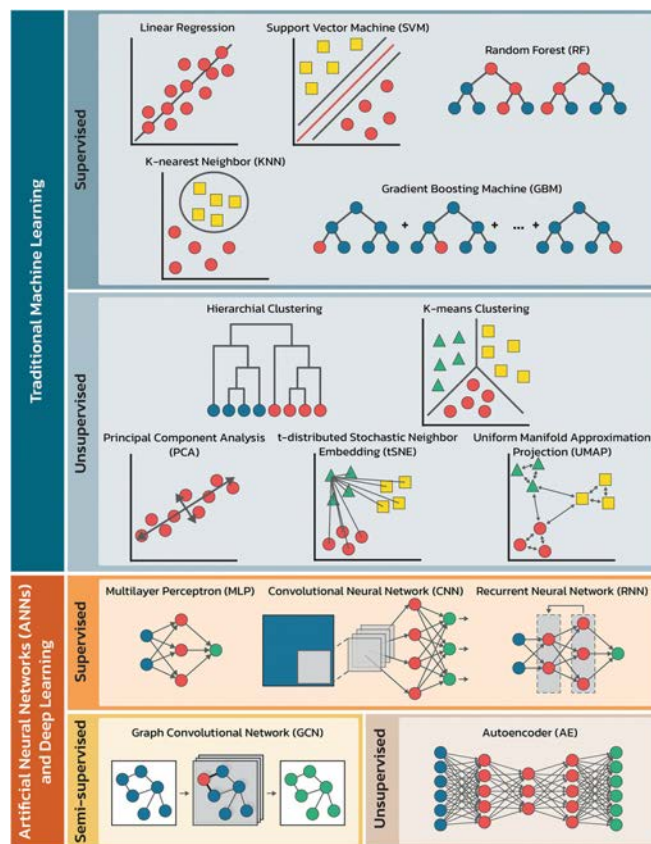 Traditional Machine Learning
Supervised
Linear Regression
Support Vector Machine (SVM)
Random Forest (RF)
K-nearest Neighbor (KNN)
Gradient Boosting Machine (GBM)
+ + ... +
Unsupervised
Hierarchial Clustering
K-means Clustering
Principal Component Analysis
(PCA)
t-distributed Stochastic Neighbor
Embedding (tSNE)
Uniform Manifold Approximation
Projection (UMAP)
Artificial Neural Networks (ANNs)
and Deep Learning
Supervised
Multilayer Perceptron (MLP)
Convolutional Neural Network (CNN)
Recurrent Neural Network (RNN)
Semi-supervised
Graph Convolutional Network (GCN)
Unsupervised
Autoencoder (AE)